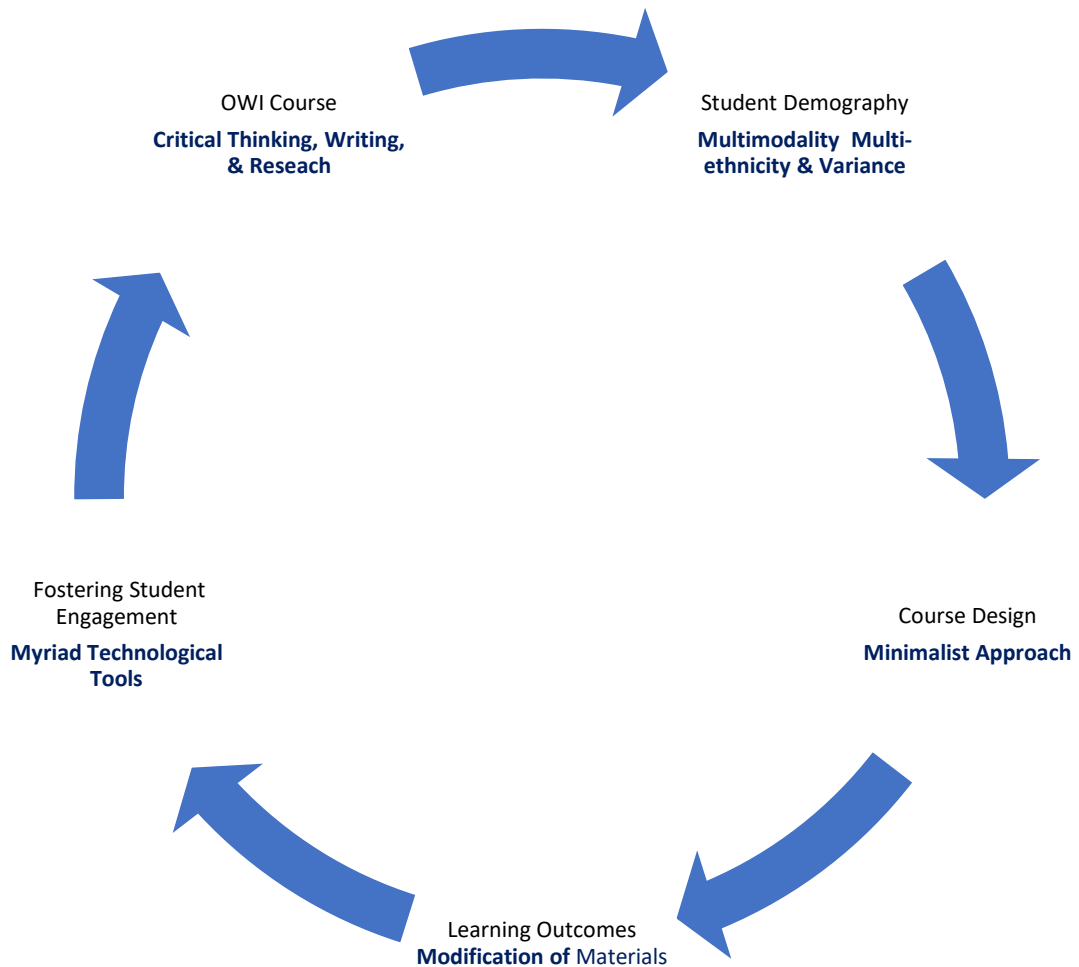 OWI Course
Critical Thinking, Writing,
& Reseach
Student Demography
Multimodality  Multi-
ethnicity & Variance
Course Design
Minimalist Approach
Learning Outcomes
Modification of Materials
Fostering Student
Engagement
Myriad Technological
Tools